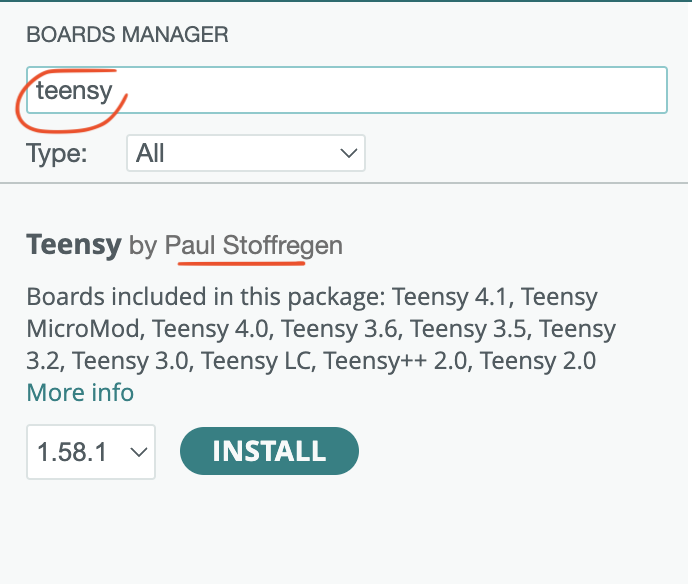 BOARDS MANAGER
teensy
Type: All
Teensy by Paul Stoffregen
Boards included in this package: Teensy 4.1, Teensy
MicroMod, Teensy 4.0, Teensy 3.6, Teensy 3.5, Teensy
3.2, Teensy 3.0, Teensy LC, Teensy++ 2.0, Teensy 2.0
More info
1.58.1 INSTALL